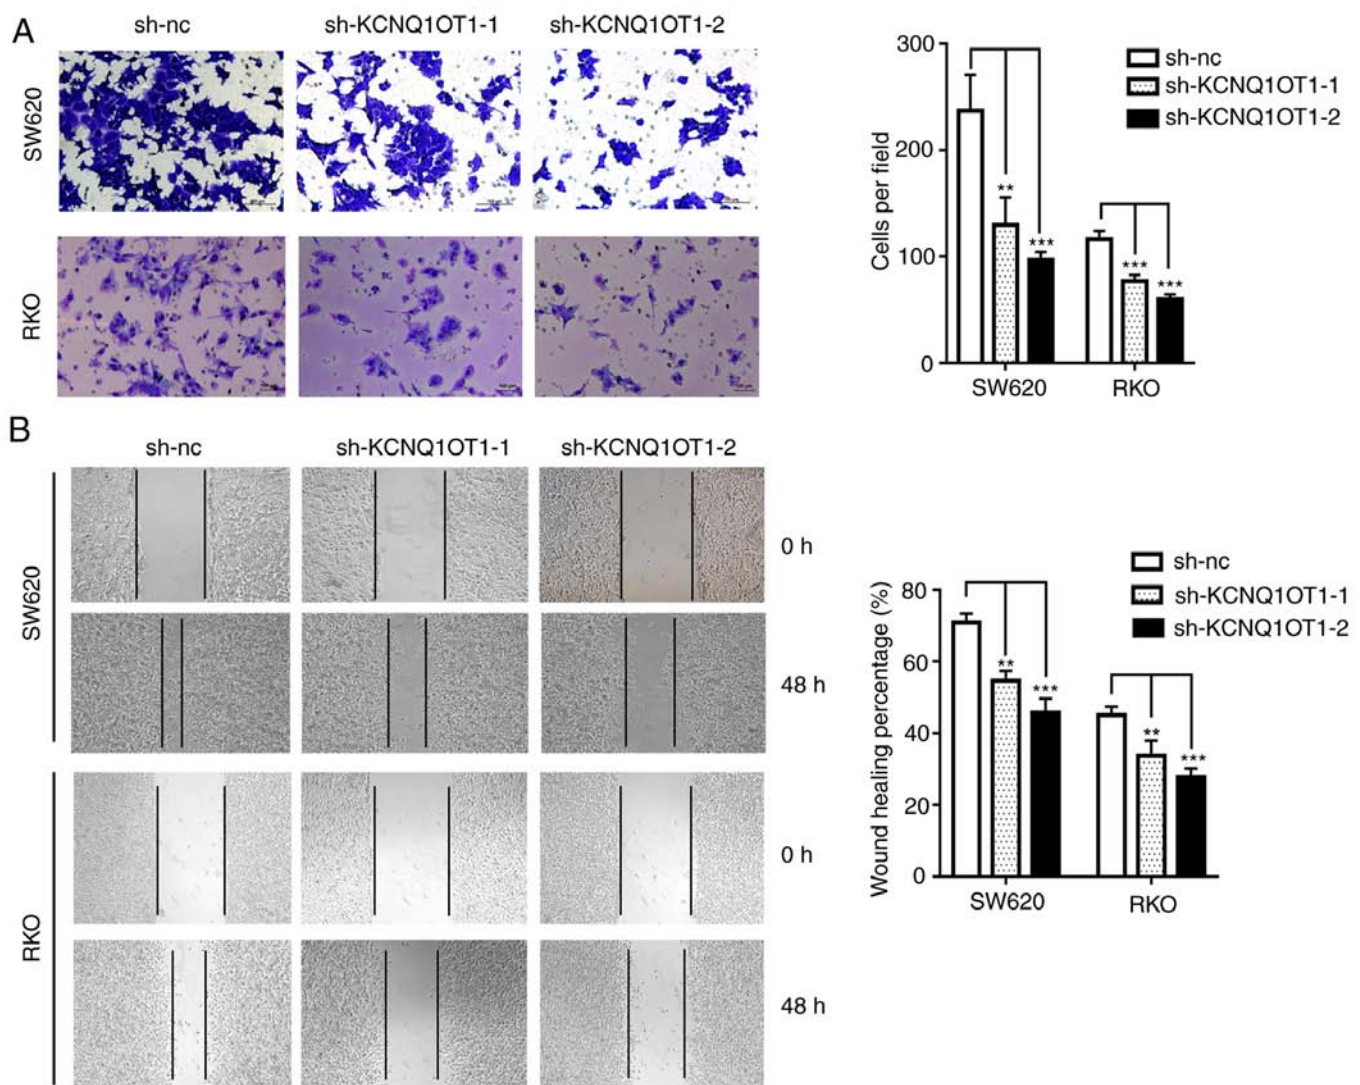 A
sh-nc
sh-KCNQ1OT1-1
sh-KCNQ1OT1-2
SW620
RKO
300
200
100
0
Cells per field
sh-nc
sh-KCNQ1OT1-1
sh-KCNQ1OT1-2
**
***
***
***
SW620
RKO
B
sh-nc
sh-KCNQ1OT1-1
sh-KCNQ1OT1-2
SW620
0 h
48 h
RKO
0 h
48 h
sh-nc
sh-KCNQ1OT1-1
sh-KCNQ1OT1-2
80
60
40
20
0
Wound healing percentage (%)
**
***
**
***
SW620
RKO